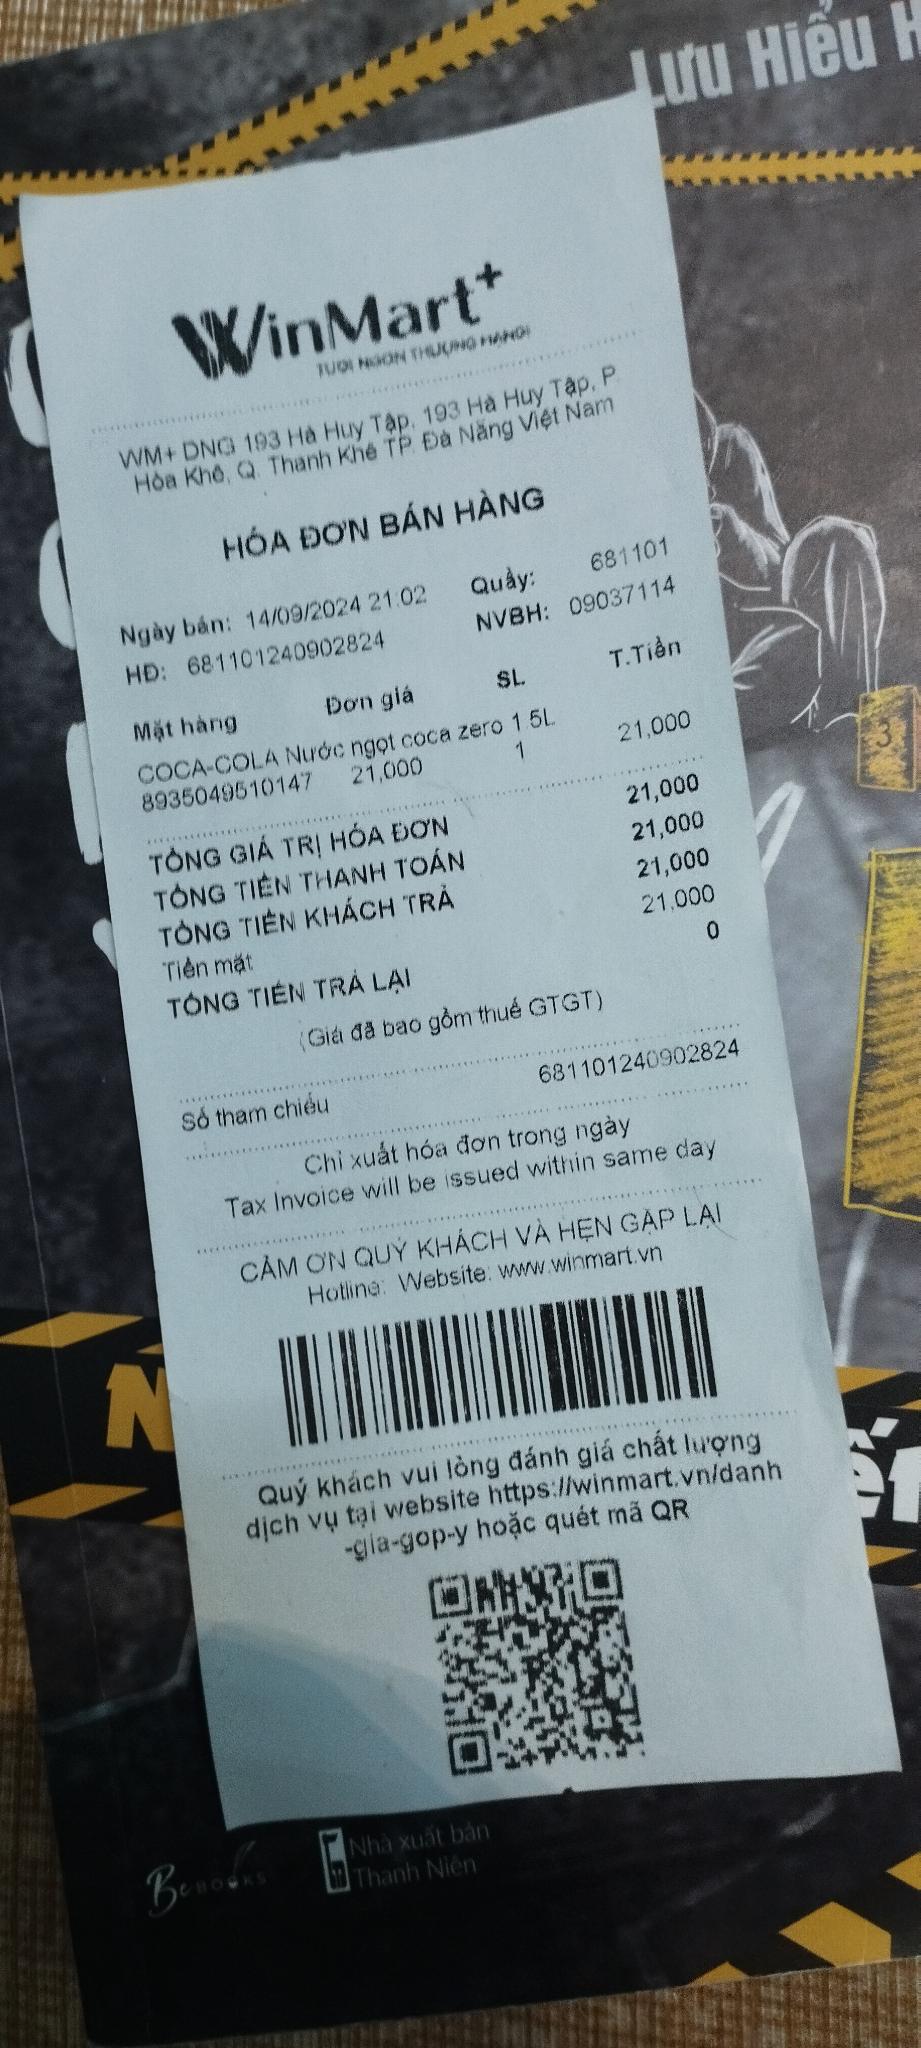 Lưu Hiểu H
WinMart+
TƯƠI NGON THƯỢNG HẠNG!
WM+ DNG 193 Hà Huy Tập, 193 Hà Huy Tập, P.
Hòa Khê, Q. Thanh Khê TP. Đà Nẵng Việt Nam
HÓA ĐƠN BÁN HÀNG
Ngày bán: 14/09/2024 21:02 Quầy: 681101
HĐ: 681101240902824 NVBH: 09037114
Mặt hàng Đơn giá SL T.Tiền
COCA-COLA Nước ngọt coca zero 1.5L
8935049510147 21,000 1 21,000
TỔNG GIÁ TRỊ HÓA ĐƠN 21,000
TỔNG TIỀN THANH TOÁN 21,000
TỔNG TIỀN KHÁCH TRẢ 21,000
Tiền mặt 21,000
TỔNG TIỀN TRẢ LẠI 0
(Giá đã bao gồm thuế GTGT)
Số tham chiếu 681101240902824
Chỉ xuất hóa đơn trong ngày
Tax Invoice will be issued within same day
CẢM ƠN QUÝ KHÁCH VÀ HẸN GẶP LẠI
Hotline: Website: www.winmart.vn
Quý khách vui lòng đánh giá chất lượng
dịch vụ tại website https://winmart.vn/danh
-gia-gop-y hoặc quét mã QR
3
BeBOOKS
Nhà xuất bản
Thanh Niên